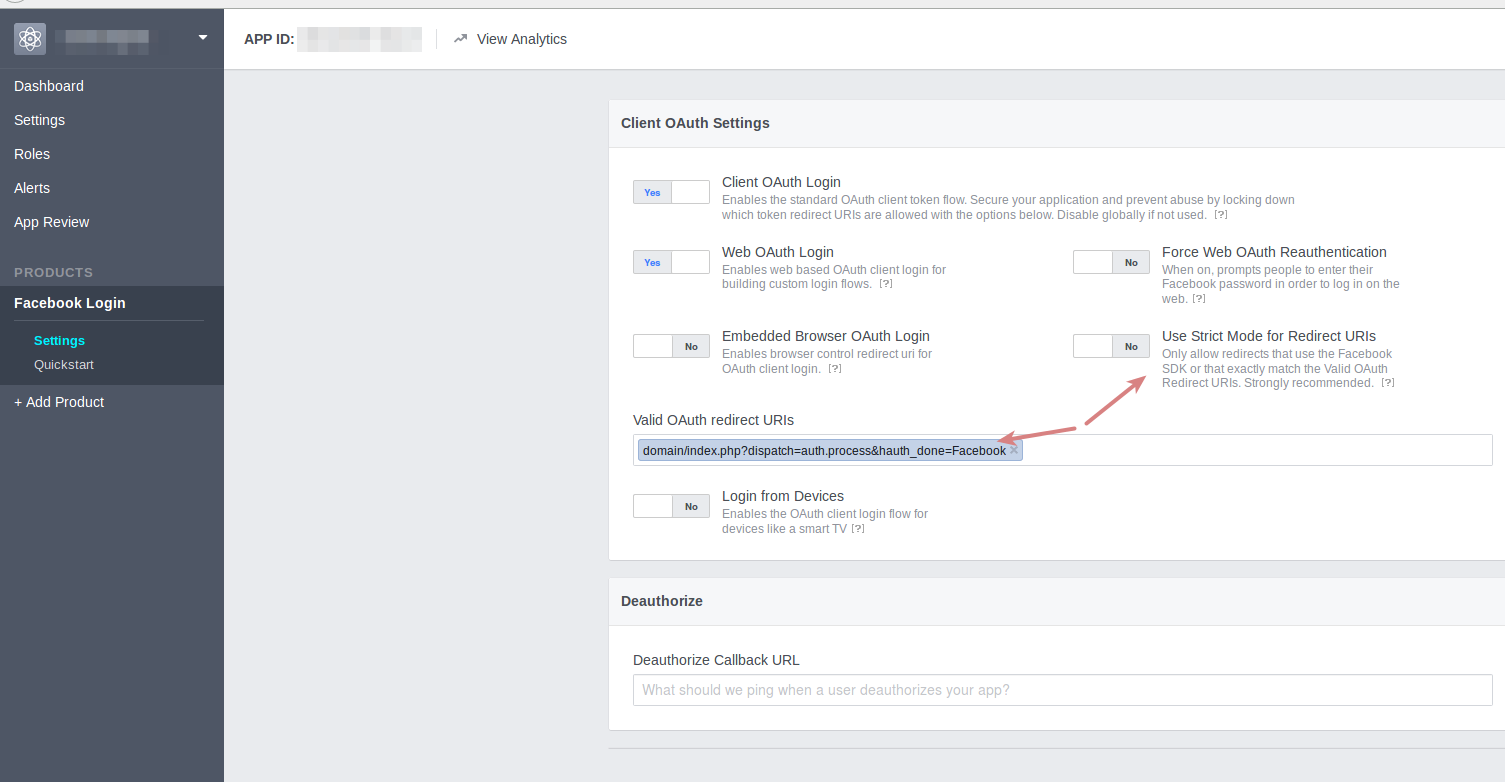 APP ID:
View Analytics
Dashboard
Settings
Roles
Alerts
App Review
PRODUCTS
Facebook Login
Settings
Quickstart
+ Add Product
Client OAuth Settings
Yes
Client OAuth Login
Enables the standard OAuth client token flow. Secure your application and prevent abuse by locking down
which token redirect URIs are allowed with the options below. Disable globally if not used. [?]
Yes
Web OAuth Login
Enables web based OAuth client login for
building custom login flows. [?]
No
Force Web OAuth Reauthentication
When on, prompts people to enter their
Facebook password in order to log in on the
web. [?]
No
Embedded Browser OAuth Login
Enables browser control redirect uri for
OAuth client login. [?]
No
Use Strict Mode for Redirect URIs
Only allow redirects that use the Facebook
SDK or that exactly match the Valid OAuth
Redirect URIs. Strongly recommended. [?]
Valid OAuth redirect URIs
domain/index.php?dispatch=auth.process&hauth_done=Facebook
No
Login from Devices
Enables the OAuth client login flow for
devices like a smart TV [?]
Deauthorize
Deauthorize Callback URL
What should we ping when a user deauthorizes your app?